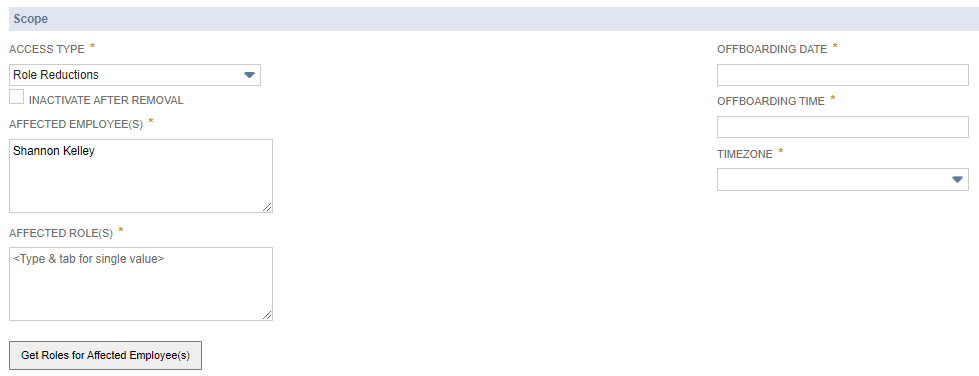 Scope
ACCESS TYPE *
Role Reductions
INACTIVATE AFTER REMOVAL
AFFECTED EMPLOYEE(S) *
Shannon Kelley
AFFECTED ROLE(S) *
<Type & tab for single value>
Get Roles for Affected Employee(s)
OFFBOARDING DATE *
OFFBOARDING TIME *
TIMEZONE *